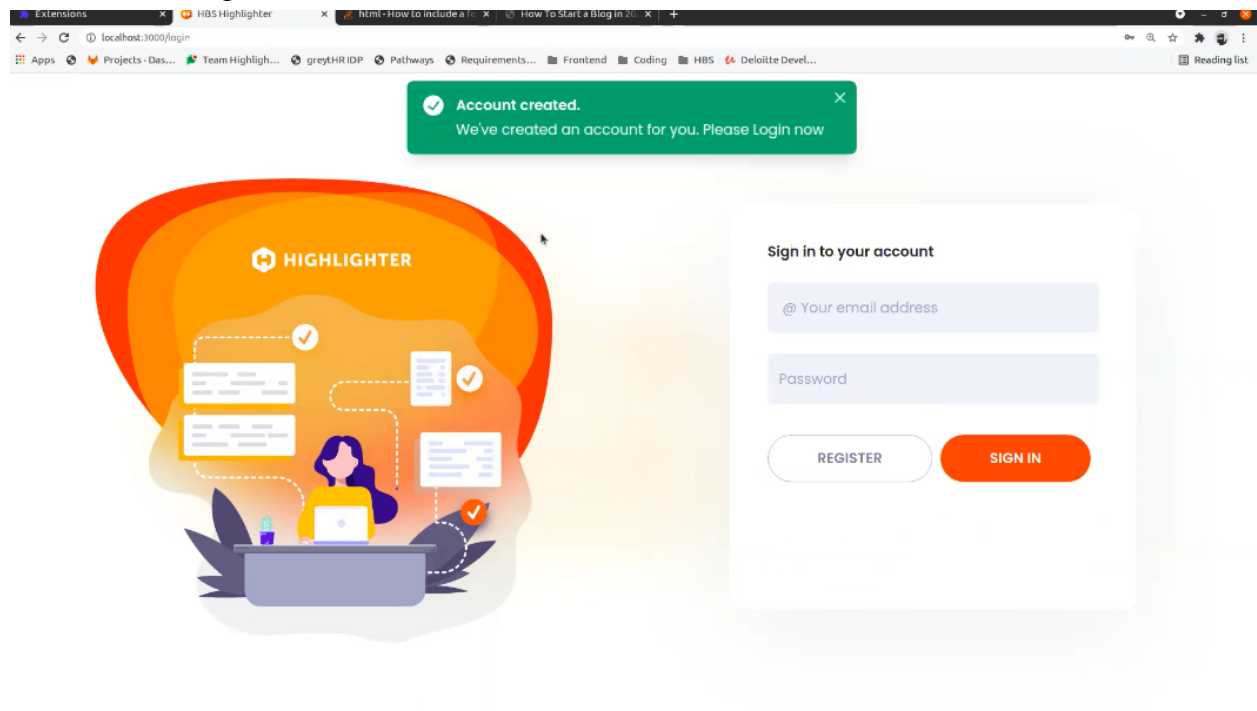 Extensions
HBS Highlighter
html - How to include a fo
How To Start a Blog in 20
localhost:3000/login
Apps
Projects · Das...
Team Highligh...
greytHR IDP
Pathways
Requirements...
Frontend
Coding
HBS
Deloitte Devel...
Reading list
Account created.
We've created an account for you. Please Login now
HIGHLIGHTER
Sign in to your account
@ Your email address
Password
REGISTER
SIGN IN